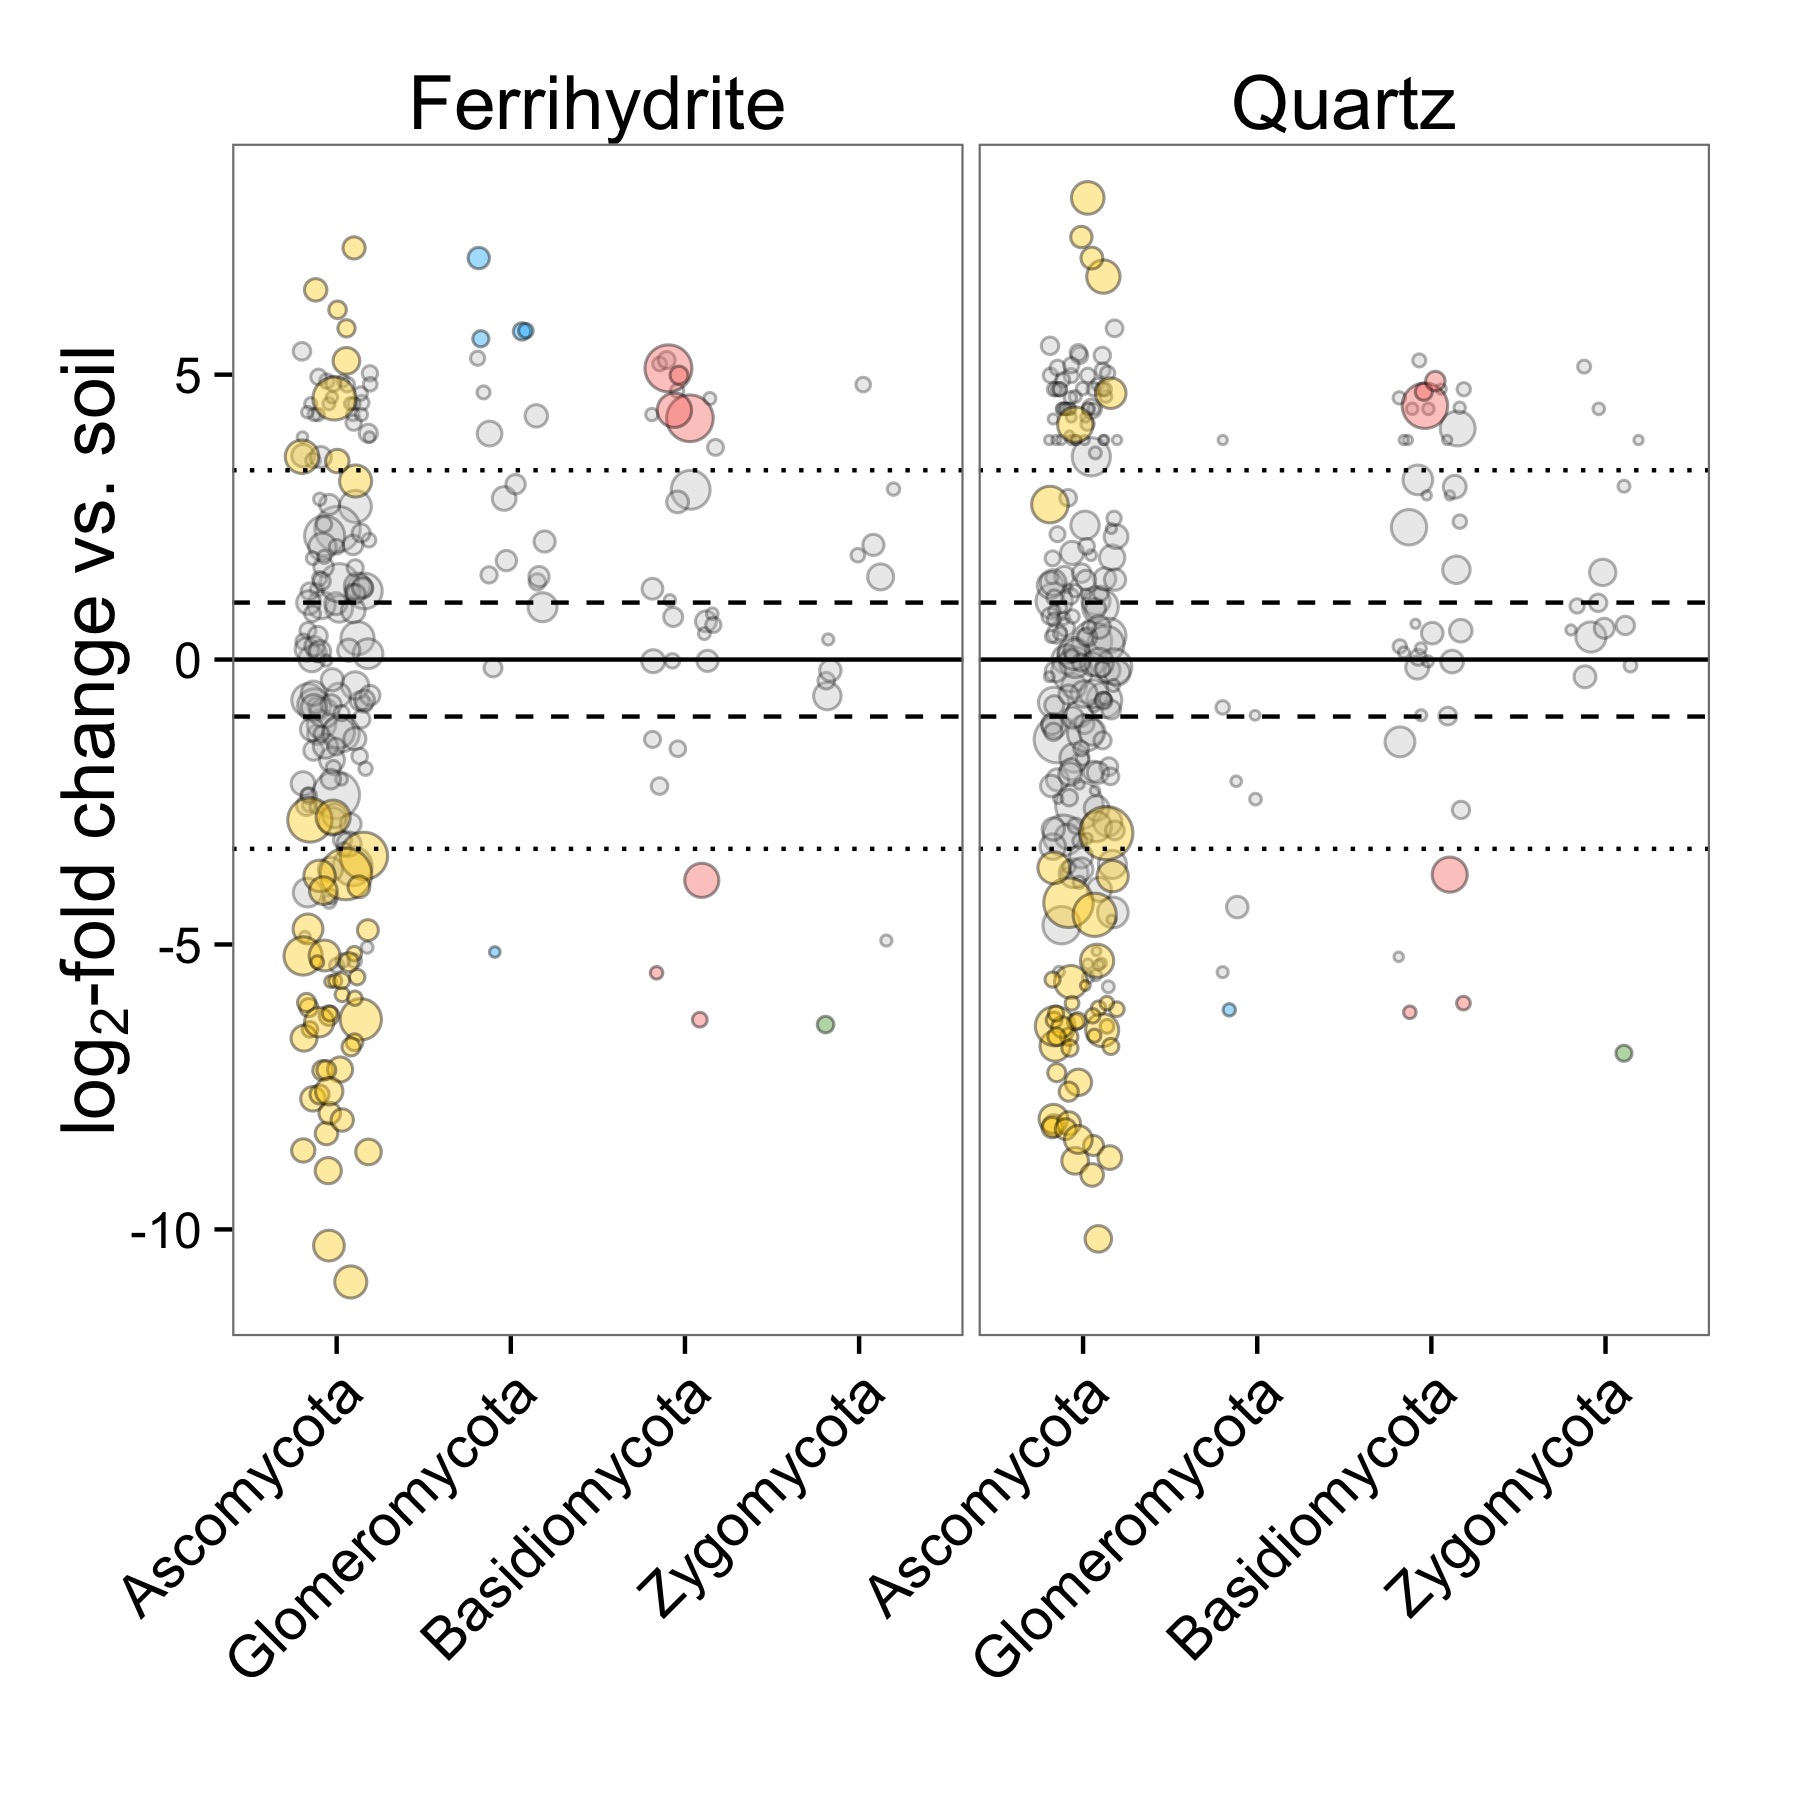 Ferrihydrite Quartz
log₂-fold change vs. soil
5
0
-5
-10
Ascomycota Glomeromycota Basidiomycota Zygomycota Ascomycota Glomeromycota Basidiomycota Zygomycota